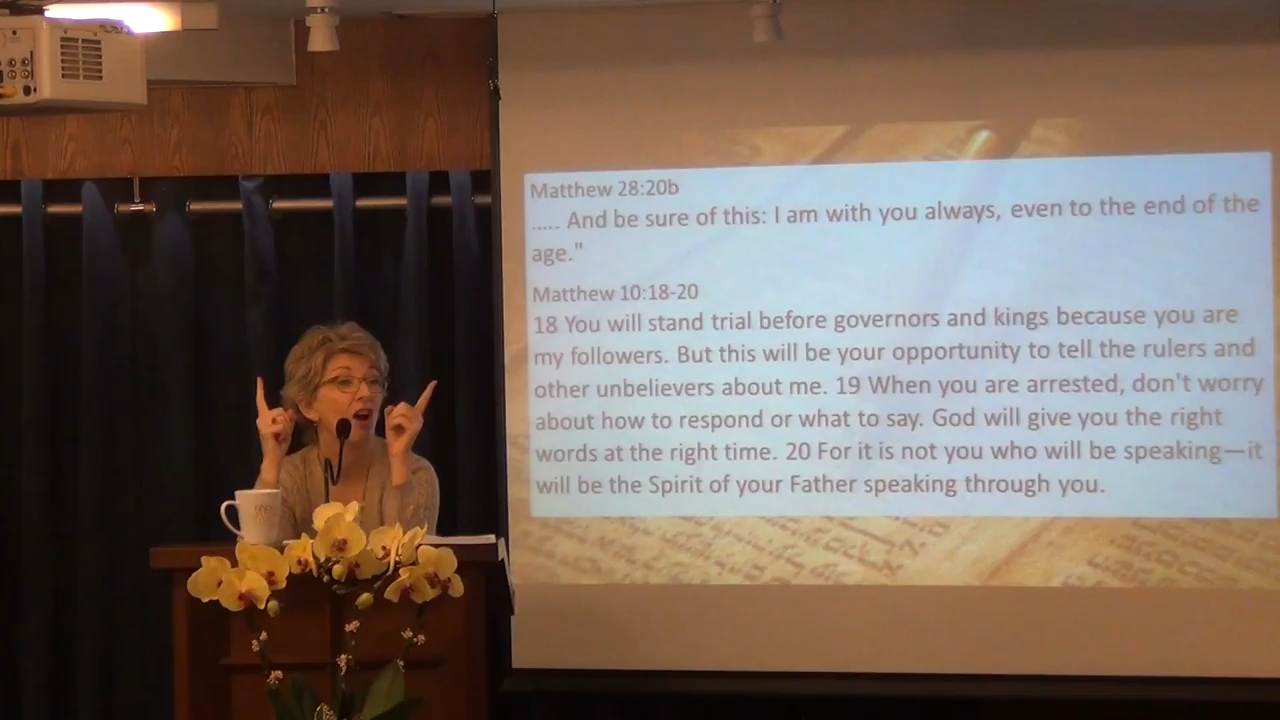 Matthew 28:20b
..... And be sure of this: I am with you always, even to the end of the
age."
Matthew 10:18-20
18 You will stand trial before governors and kings because you are
my followers. But this will be your opportunity to tell the rulers and
other unbelievers about me. 19 When you are arrested, don't worry
about how to respond or what to say. God will give you the right
words at the right time. 20 For it is not you who will be speaking—it
will be the Spirit of your Father speaking through you.